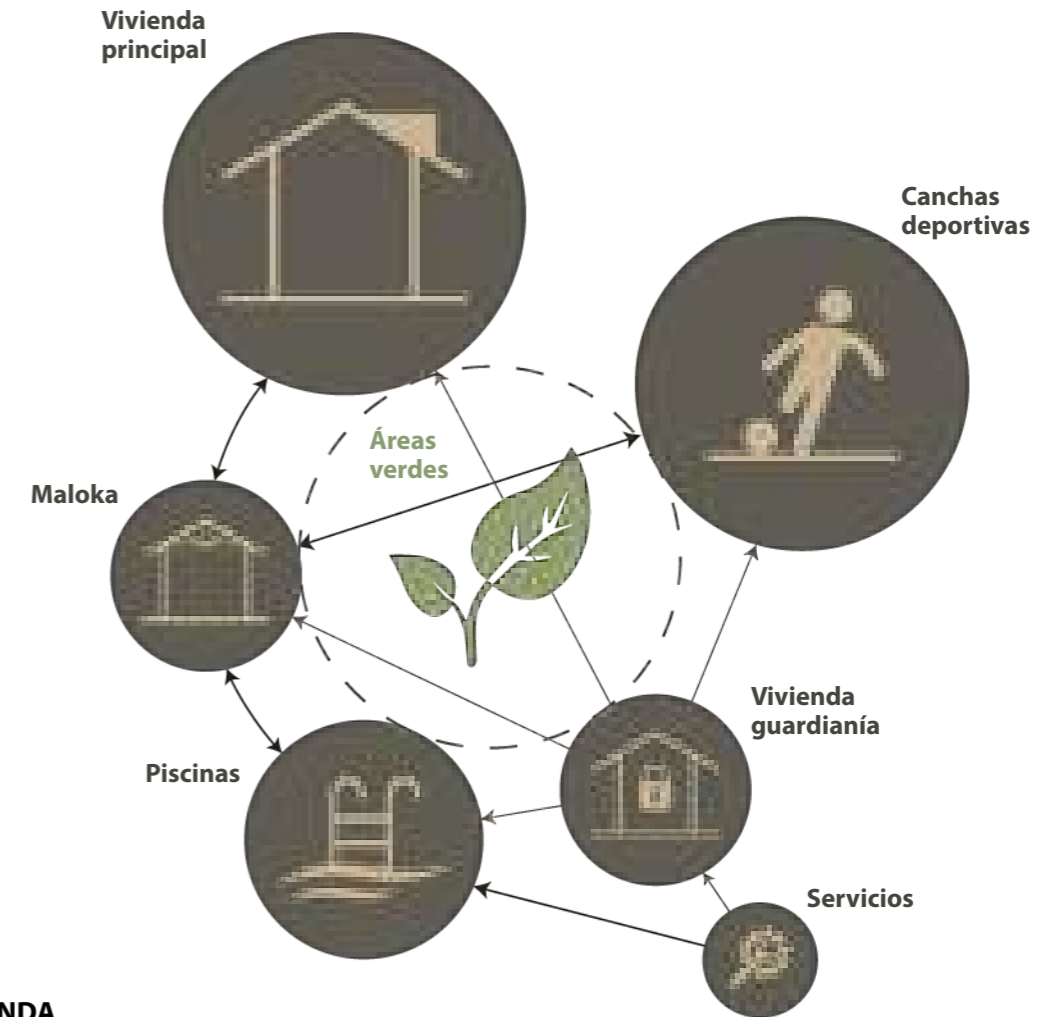 Vivienda
principal
Canchas
deportivas
Áreas
verdes
Maloka
Vivienda
guardianía
Piscinas
Servicios
NDA